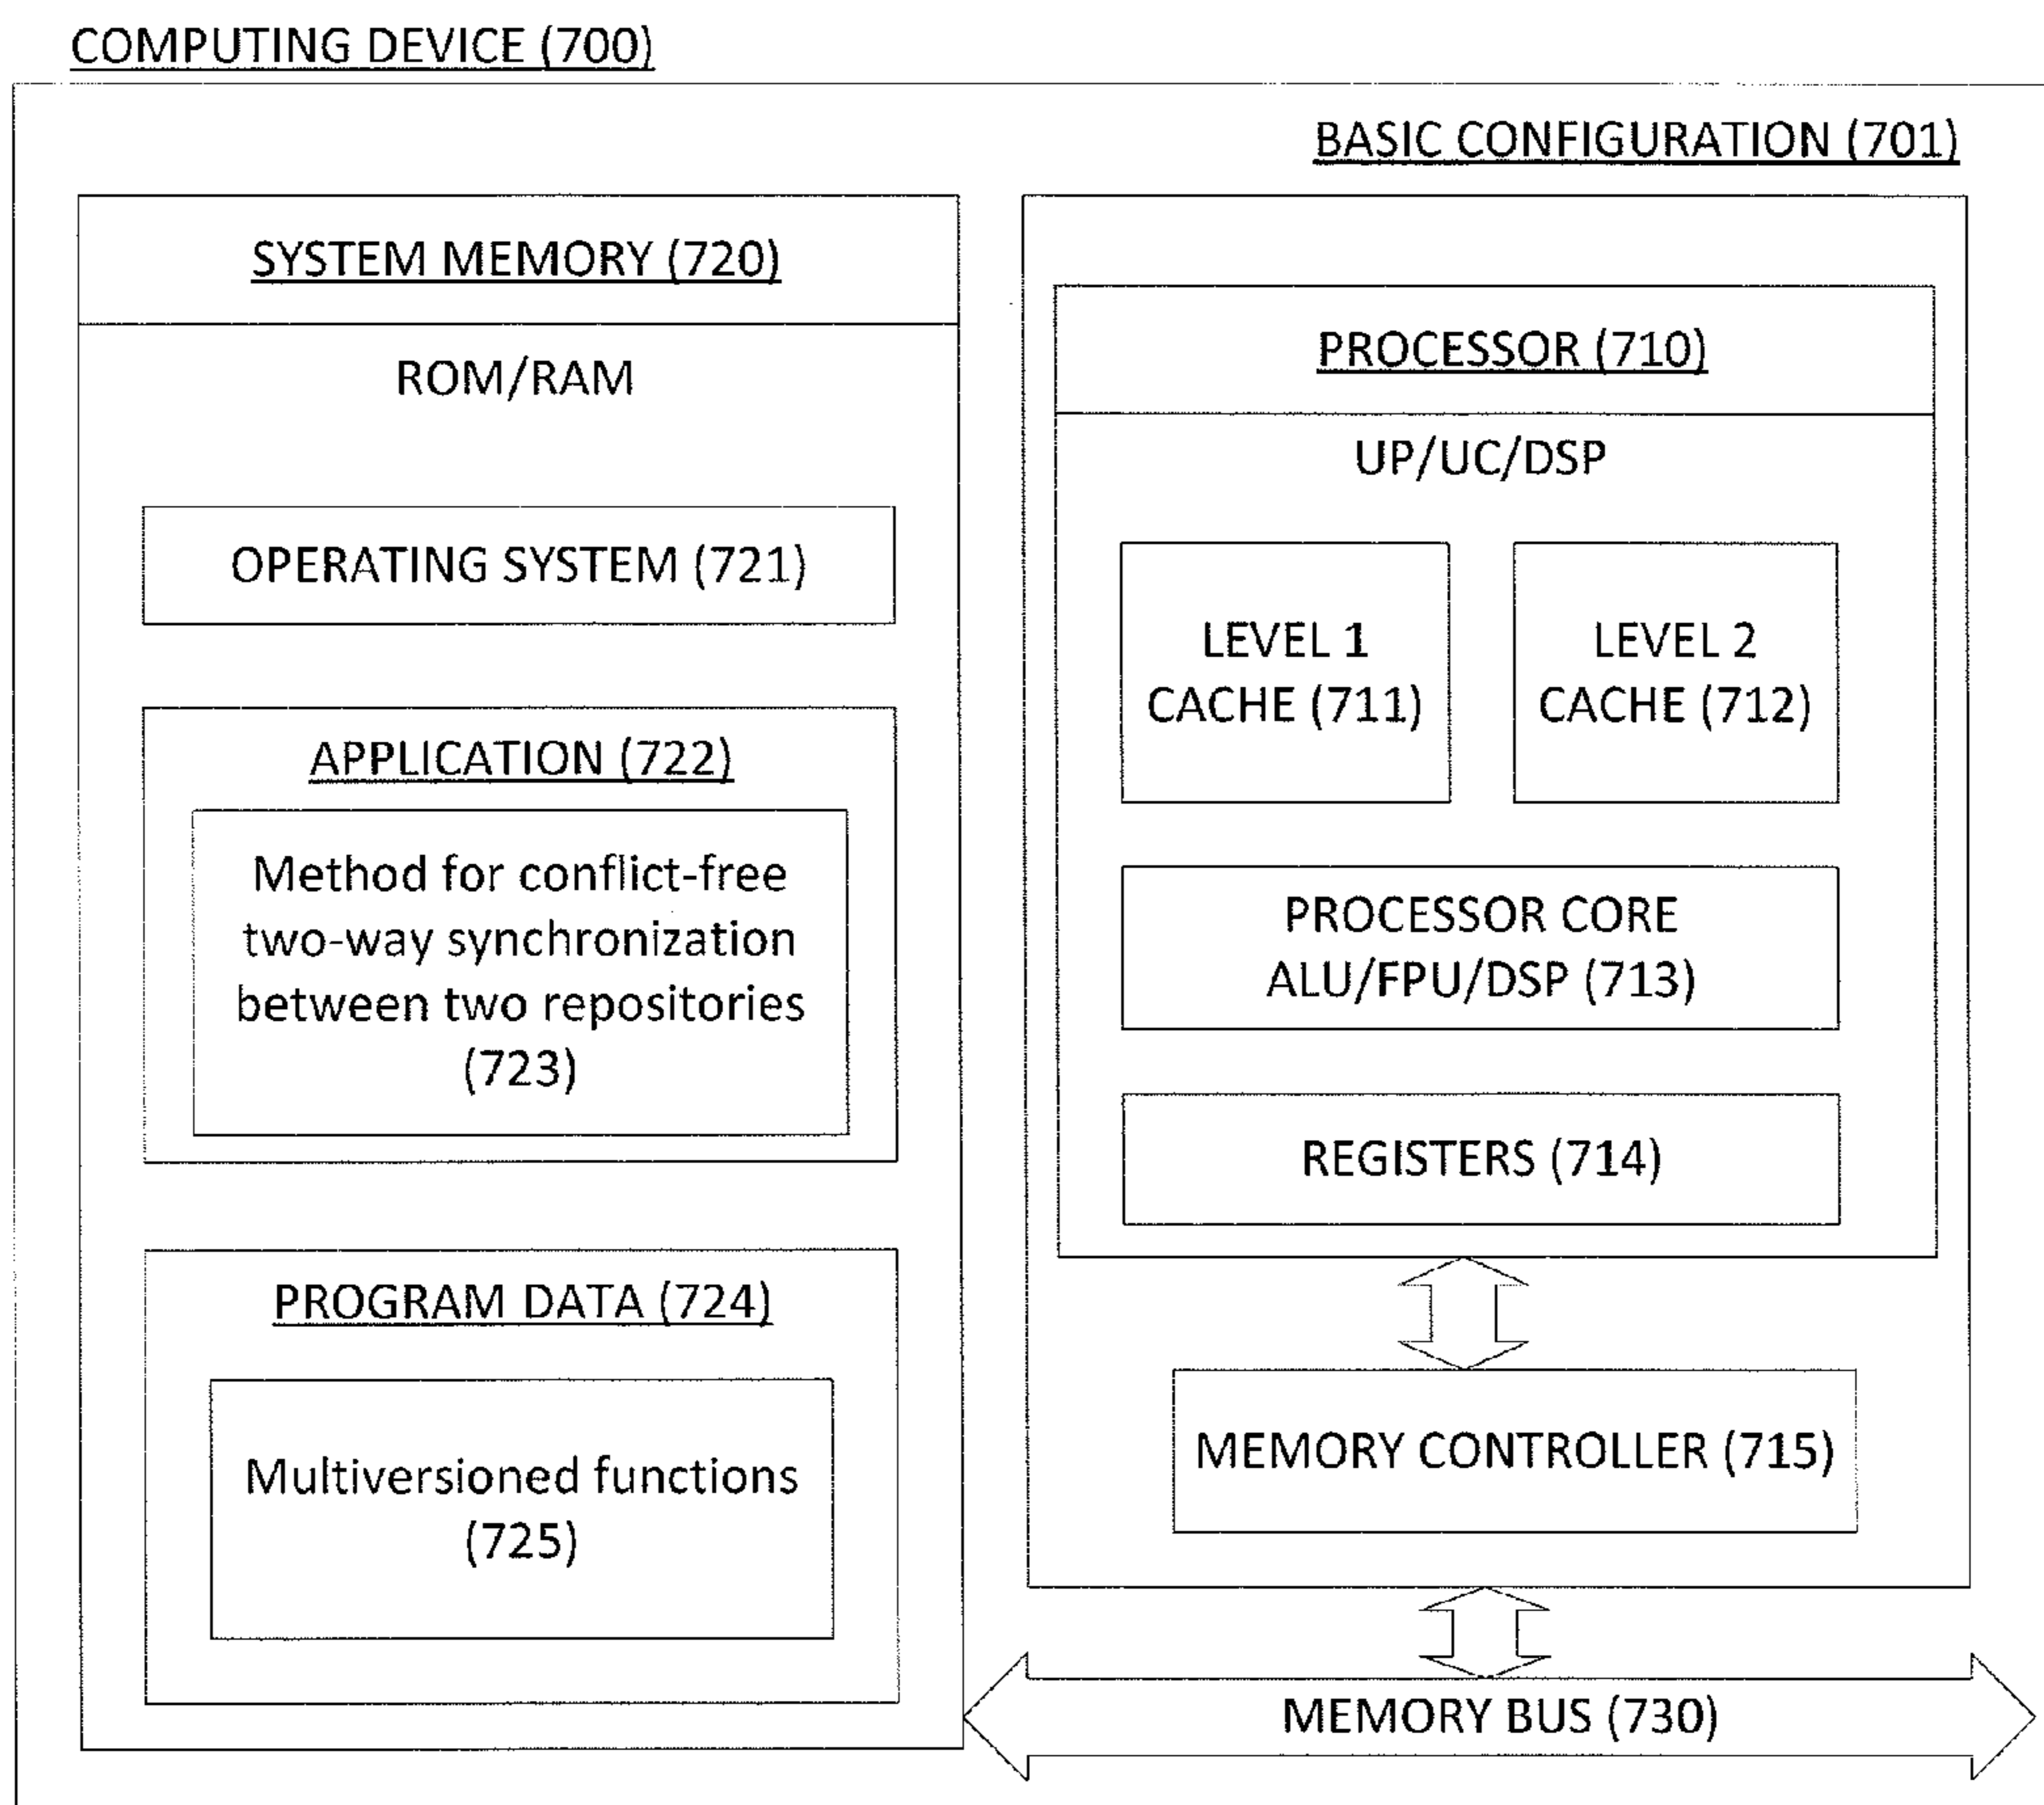 COMPUTING DEVICE (700)
BASIC CONFIGURATION (701)
SYSTEM MEMORY (720)
ROM/RAM
OPERATING SYSTEM (721)
APPLICATION (722)
Method for conflict-free
two-way synchronization
between two repositories
(723)
PROGRAM DATA (724)
Multiversioned functions
(725)
PROCESSOR (710)
UP/UC/DSP
LEVEL 1
CACHE (711)
LEVEL 2
CACHE (712)
PROCESSOR CORE
ALU/FPU/DSP (713)
REGISTERS (714)
MEMORY CONTROLLER (715)
MEMORY BUS (730)